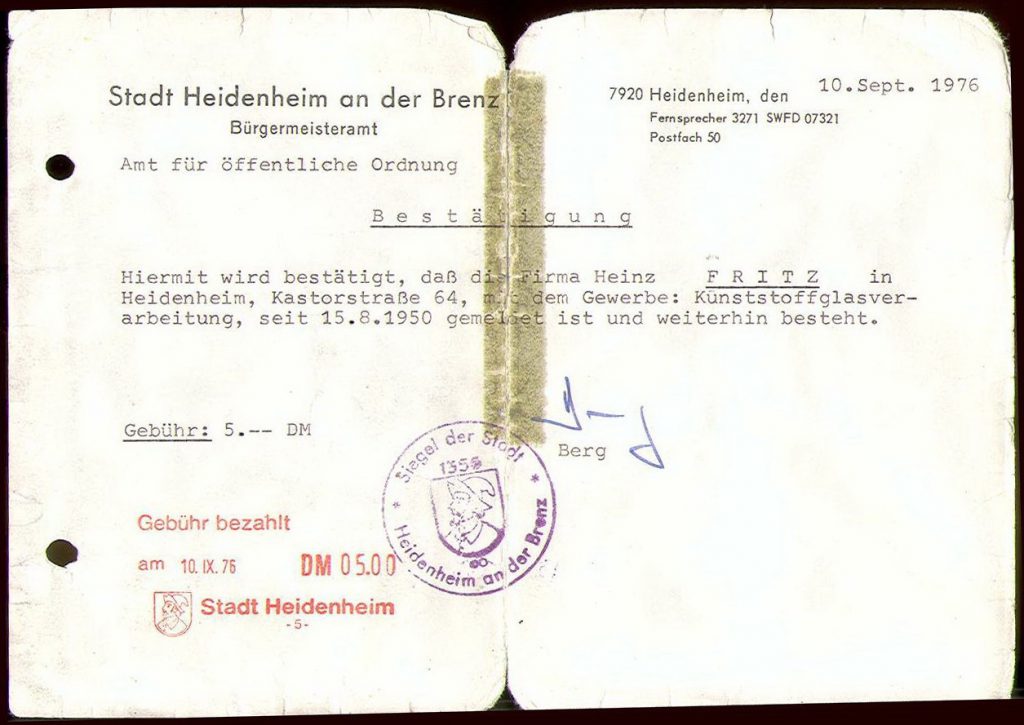 Stadt Heidenheim an der Brenz
Bürgermeisteramt
Amt für öffentliche Ordnung
7920 Heidenheim, den 10.Sept. 1976
Fernsprecher 3271 SWFD 07321
Postfach 50
Bestätigung
Hiermit wird bestätigt, daß die Firma Heinz FRITZ in
Heidenheim, Kastorstraße 64, mit dem Gewerbe: Kunststoffglasver-
arbeitung, seit 15.8.1950 gemeldet ist und weiterhin besteht.
Gebühr: 5.-- DM
Berg
* Siegel der Stadt *
Heidenheim an der Brenz
Gebühr bezahlt
am 10. IX. 76 DM 05.00
Stadt Heidenheim
-5-